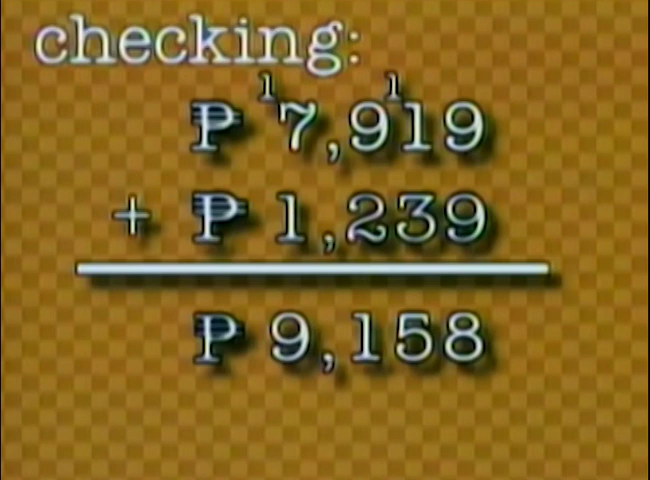 checking:
1 1
₱ 7,919
+ ₱ 1,239
₱ 9,158